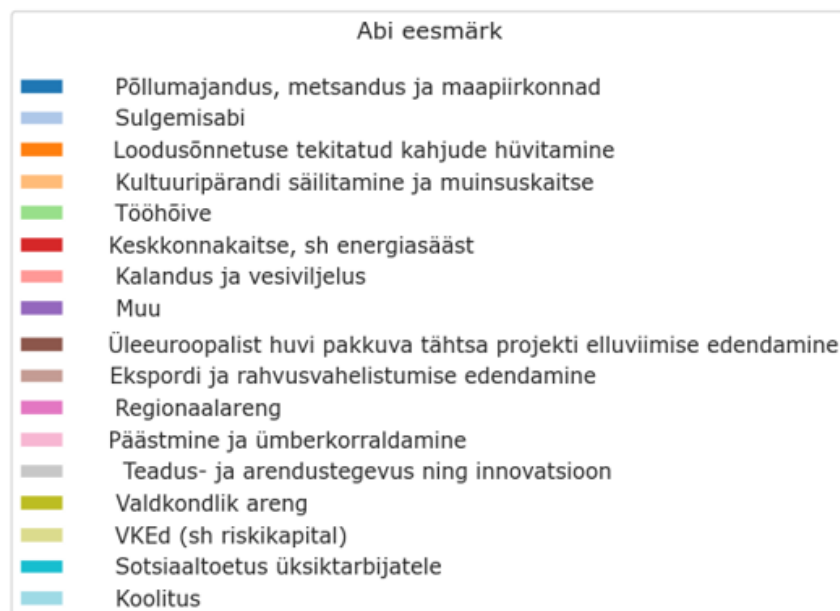 Abi eesmärk
Põllumajandus, metsandus ja maapiirkonnad
Sulgemisabi
Loodusõnnetuse tekitatud kahjude hüvitamine
Kultuuripärandi säilitamine ja muinsuskaitse
Tööhõive
Keskkonnakaitse, sh energiasääst
Kalandus ja vesiviljelus
Muu
Üleeuroopalist huvi pakkuva tähtsa projekti elluviimise edendamine
Ekspordi ja rahvusvahelistumise edendamine
Regionaalareng
Päästmine ja ümberkorraldamine
Teadus- ja arendustegevus ning innovatsioon
Valdkondlik areng
VKEd (sh riskikapital)
Sotsiaaltoetus üksiktarbijatele
Koolitus